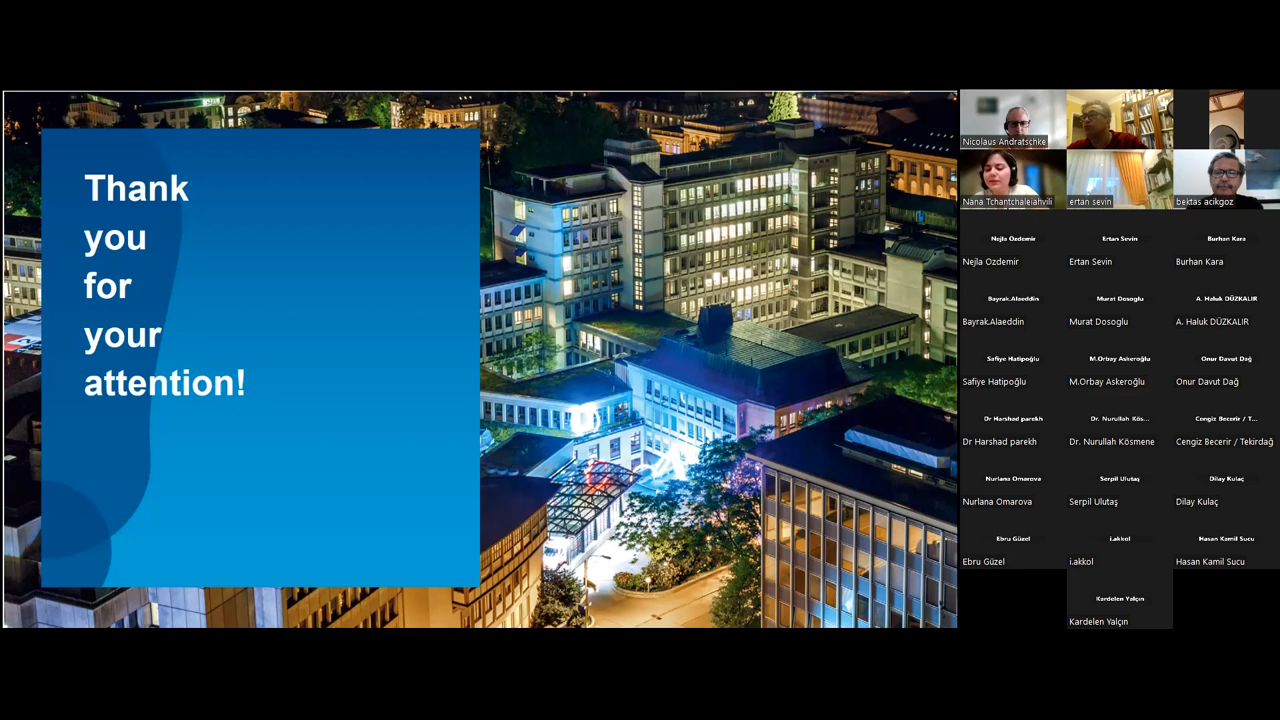 Thank
you
for
your
attention!
Nicolaus Andratschke
Nana Tchantchaleiahvili
ertan sevin
bektas acikgoz
Nejla Ozdemir
Ertan Sevin
Burhan Kara
Nejla Ozdemir
Ertan Sevin
Burhan Kara
Bayrak.Alaeddin
Murat Dosoglu
A. Haluk DÜZKALIR
Bayrak.Alaeddin
Murat Dosoglu
A. Haluk DÜZKALIR
Safiye Hatipoğlu
M.Orbay Askeroğlu
Onur Davut Dağ
Safiye Hatipoğlu
M.Orbay Askeroğlu
Onur Davut Dağ
Dr Harshad parekh
Dr. Nurullah Kös...
Cengiz Becerir / T...
Dr Harshad parekh
Dr. Nurullah Kösmene
Cengiz Becerir / Tekirdağ
Nurlana Omarova
Serpil Ulutaş
Dilay Kulaç
Nurlana Omarova
Serpil Ulutaş
Dilay Kulaç
Ebru Güzel
i.akkol
Hasan Kamil Sucu
Ebru Güzel
i.akkol
Hasan Kamil Sucu
Kardelen Yalçın
Kardelen Yalçın